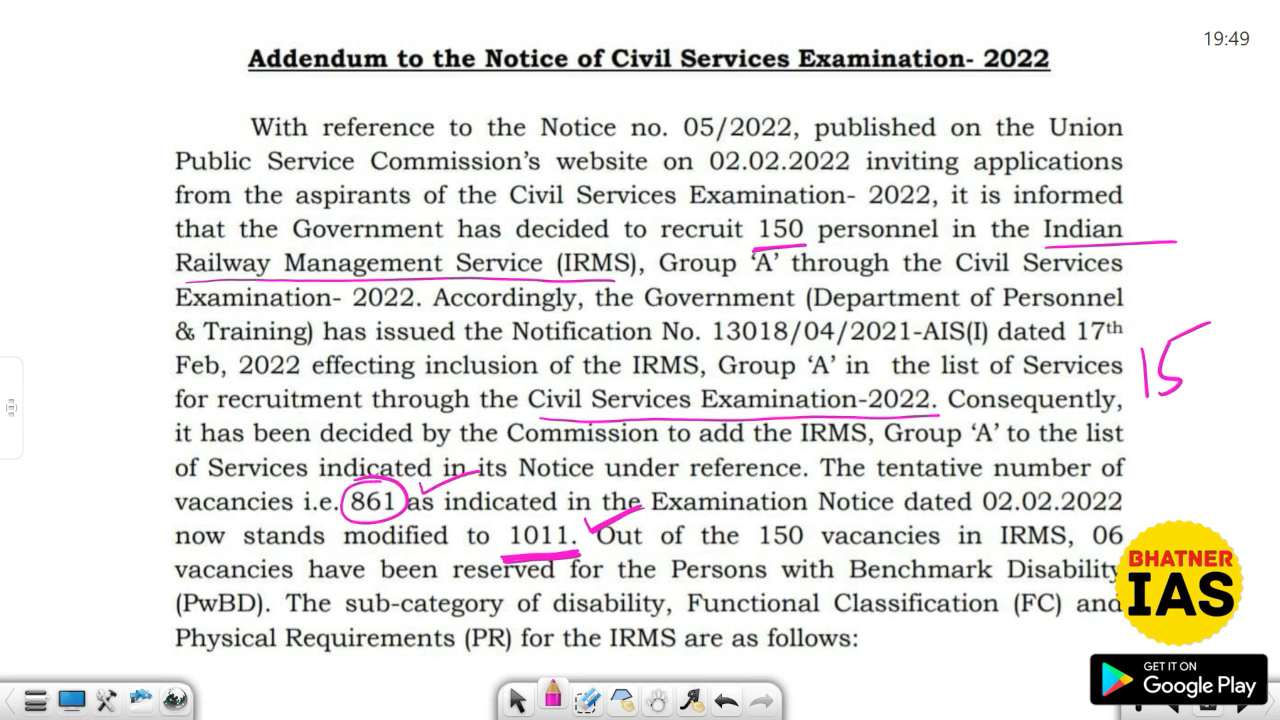 19:49
Addendum to the Notice of Civil Services Examination- 2022
With reference to the Notice no. 05/2022, published on the Union
Public Service Commission's website on 02.02.2022 inviting applications
from the aspirants of the Civil Services Examination- 2022, it is informed
that the Government has decided to recruit 150 personnel in the Indian
Railway Management Service (IRMS), Group 'A' through the Civil Services
Examination- 2022. Accordingly, the Government (Department of Personnel
& Training) has issued the Notification No. 13018/04/2021-AIS(I) dated 17th
Feb, 2022 effecting inclusion of the IRMS, Group 'A' in the list of Services
for recruitment through the Civil Services Examination-2022. Consequently,
15
it has been decided by the Commission to add the IRMS, Group 'A' to the list
of Services indicated in its Notice under reference. The tentative number of
vacancies i.e. 861 as indicated in the Examination Notice dated 02.02.2022
now stands modified to 1011. Out of the 150 vacancies in IRMS, 06
vacancies have been reserved for the Persons with Benchmark Disability
(PwBD). The sub-category of disability, Functional Classification (FC) and
Physical Requirements (PR) for the IRMS are as follows:
BHATNER
IAS
GET IT ON
Google Play